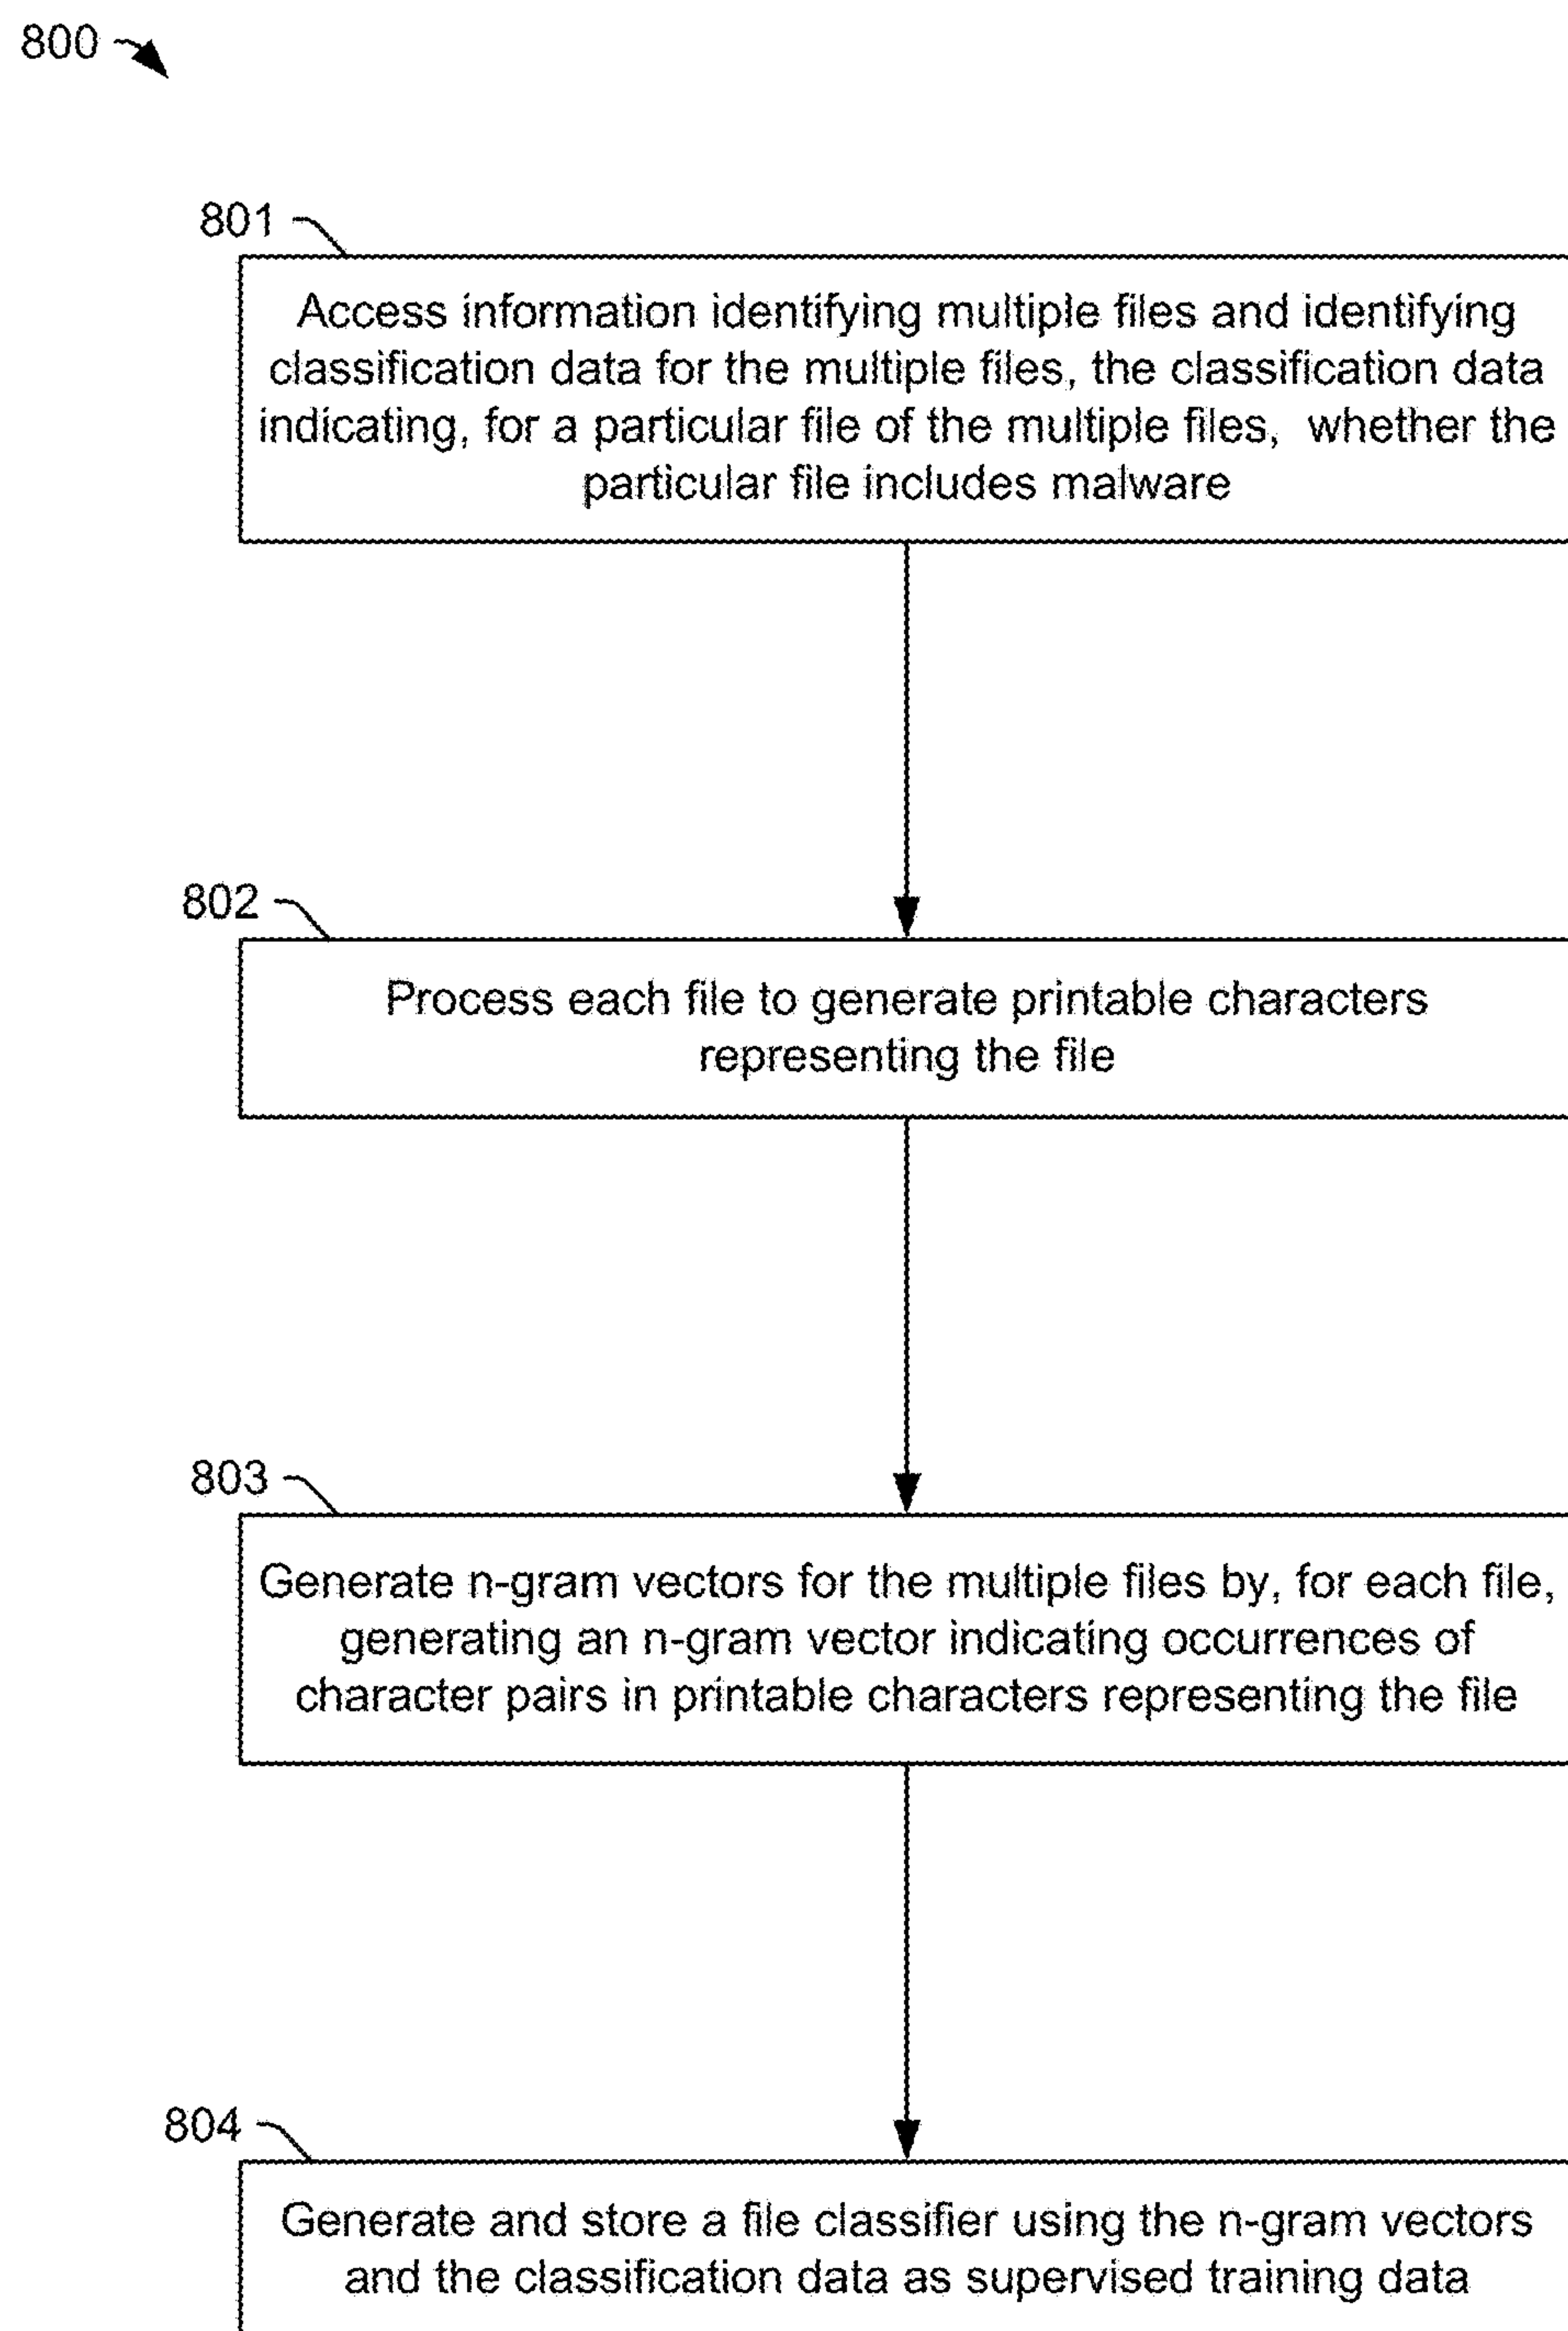 800
801
Access information identifying multiple files and identifying
classification data for the multiple files, the classification data
indicating, for a particular file of the multiple files,  whether the
particular file includes malware
802
Process each file to generate printable characters
representing the file
803
Generate n-gram vectors for the multiple files by, for each file,
generating an n-gram vector indicating occurrences of
character pairs in printable characters representing the file
804
Generate and store a file classifier using the n-gram vectors
and the classification data as supervised training data